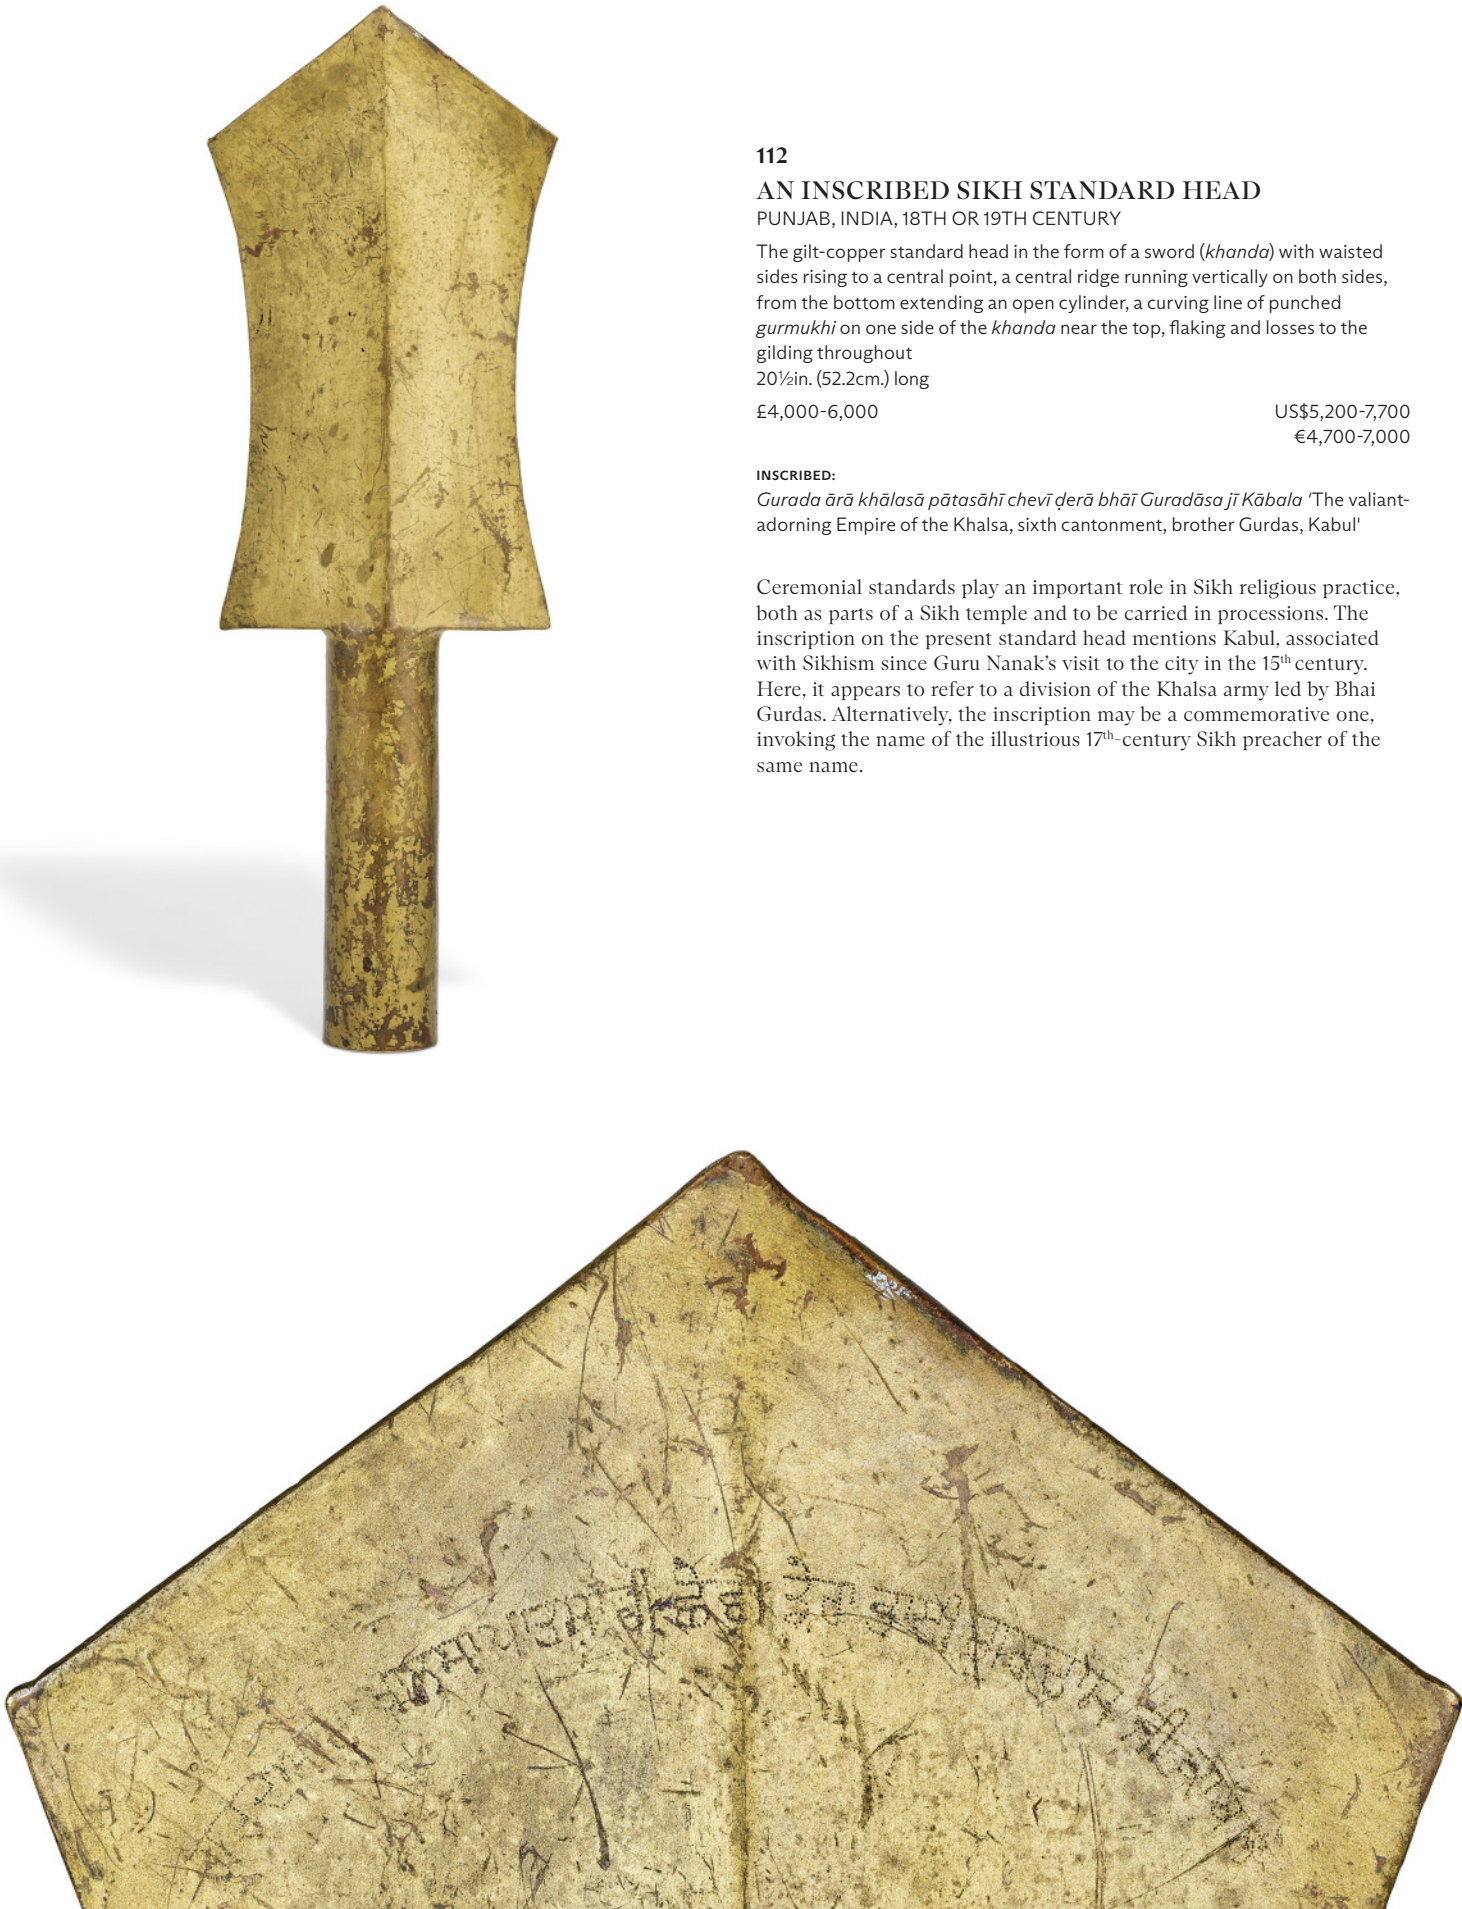 112
AN INSCRIBED SIKH STANDARD HEAD
PUNJAB, INDIA, 18TH OR 19TH CENTURY
The gilt-copper standard head in the form of a sword (khanda) with waisted
sides rising to a central point, a central ridge running vertically on both sides,
from the bottom extending an open cylinder, a curving line of punched
gurmukhi on one side of the khanda near the top, flaking and losses to the
gilding throughout
20½in. (52.2cm.) long
£4,000-6,000 US$5,200-7,700
€4,700-7,000
INSCRIBED:
Gurada ārā khālasā pātasāhī chevī ḍerā bhāī Guradāsa jī Kābala 'The valiant-
adorning Empire of the Khalsa, sixth cantonment, brother Gurdas, Kabul'
Ceremonial standards play an important role in Sikh religious practice,
both as parts of a Sikh temple and to be carried in processions. The
inscription on the present standard head mentions Kabul, associated
with Sikhism since Guru Nanak’s visit to the city in the 15th century.
Here, it appears to refer to a division of the Khalsa army led by Bhai
Gurdas. Alternatively, the inscription may be a commemorative one,
invoking the name of the illustrious 17th-century Sikh preacher of the
same name.